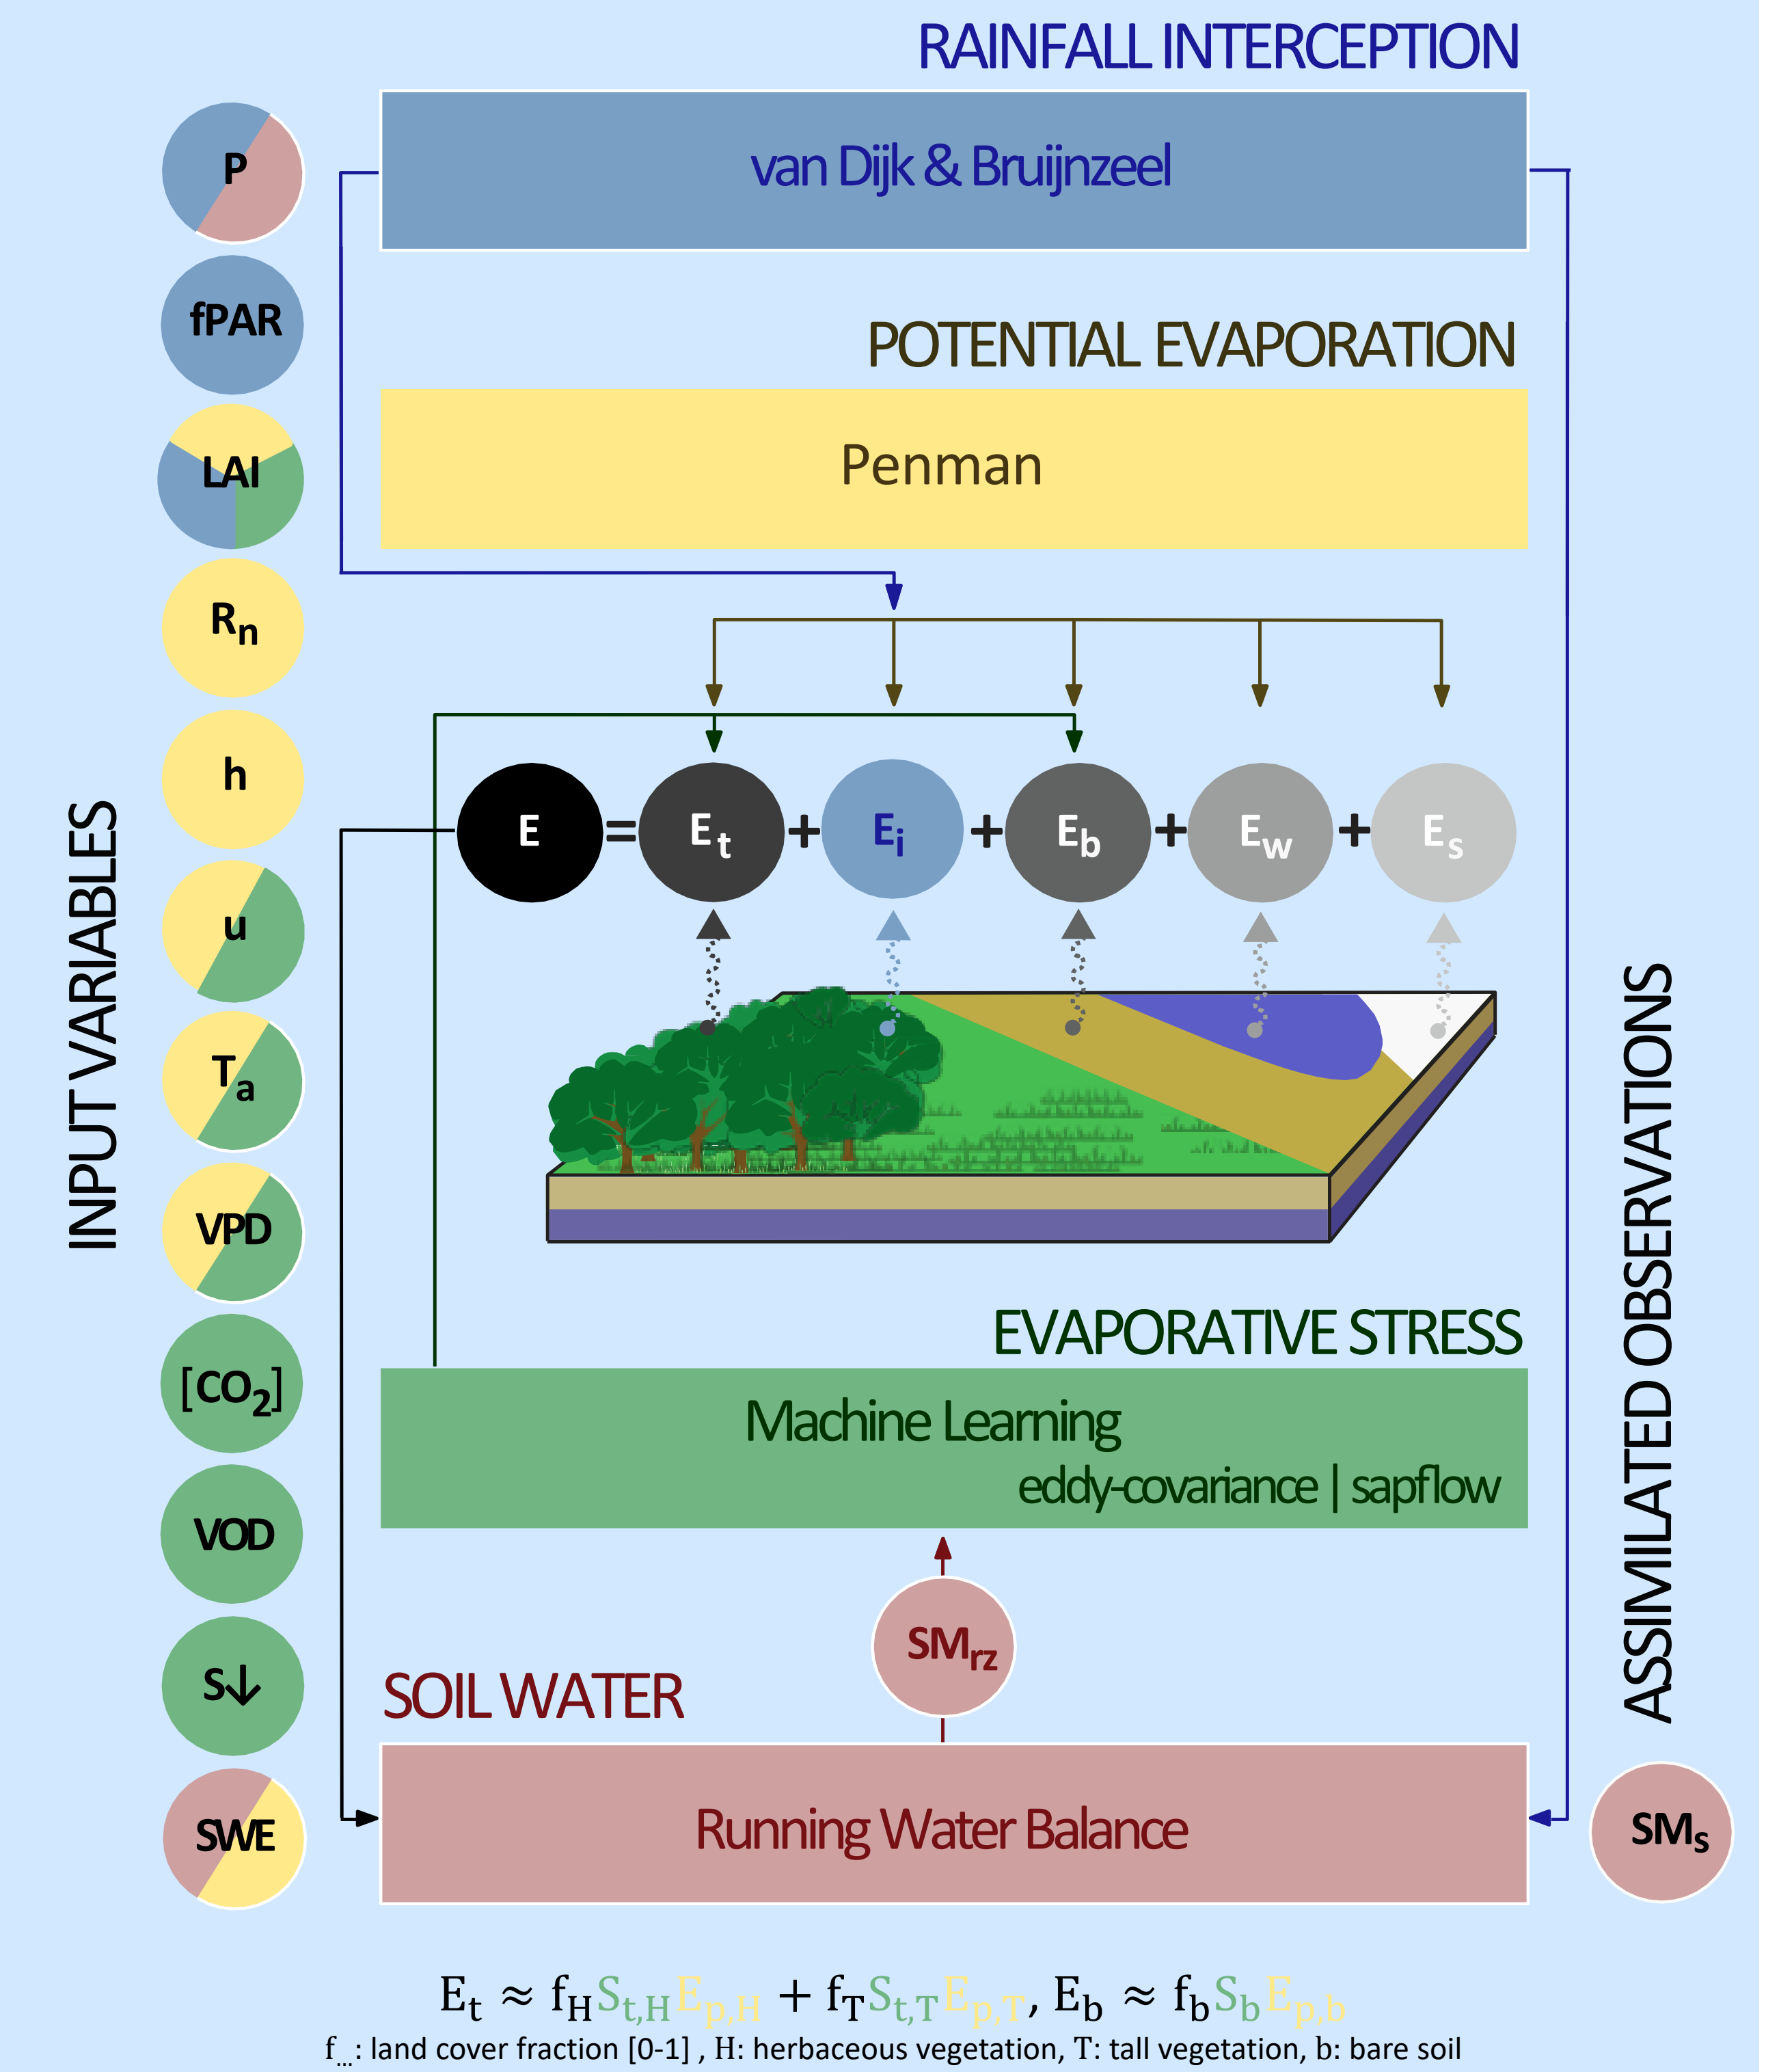 RAINFALL INTERCEPTION
van Dijk & Bruijnzeel
POTENTIAL EVAPORATION
Penman
INPUT VARIABLES
P
fPAR
LAI
Rn
h
u
Ta
VPD
[CO2]
VOD
S↓
SWE
E = Et + Ei + Eb + Ew + Es
EVAPORATIVE STRESS
Machine Learning
eddy-covariance | sapflow
SMrz
SOIL WATER
Running Water Balance
ASSIMILATED OBSERVATIONS
SMs
Et ≈ fHSt,HEp,H + fTSt,TEp,T, Eb ≈ fbSbEp,b
f...: land cover fraction [0-1] , H: herbaceous vegetation, T: tall vegetation, b: bare soil